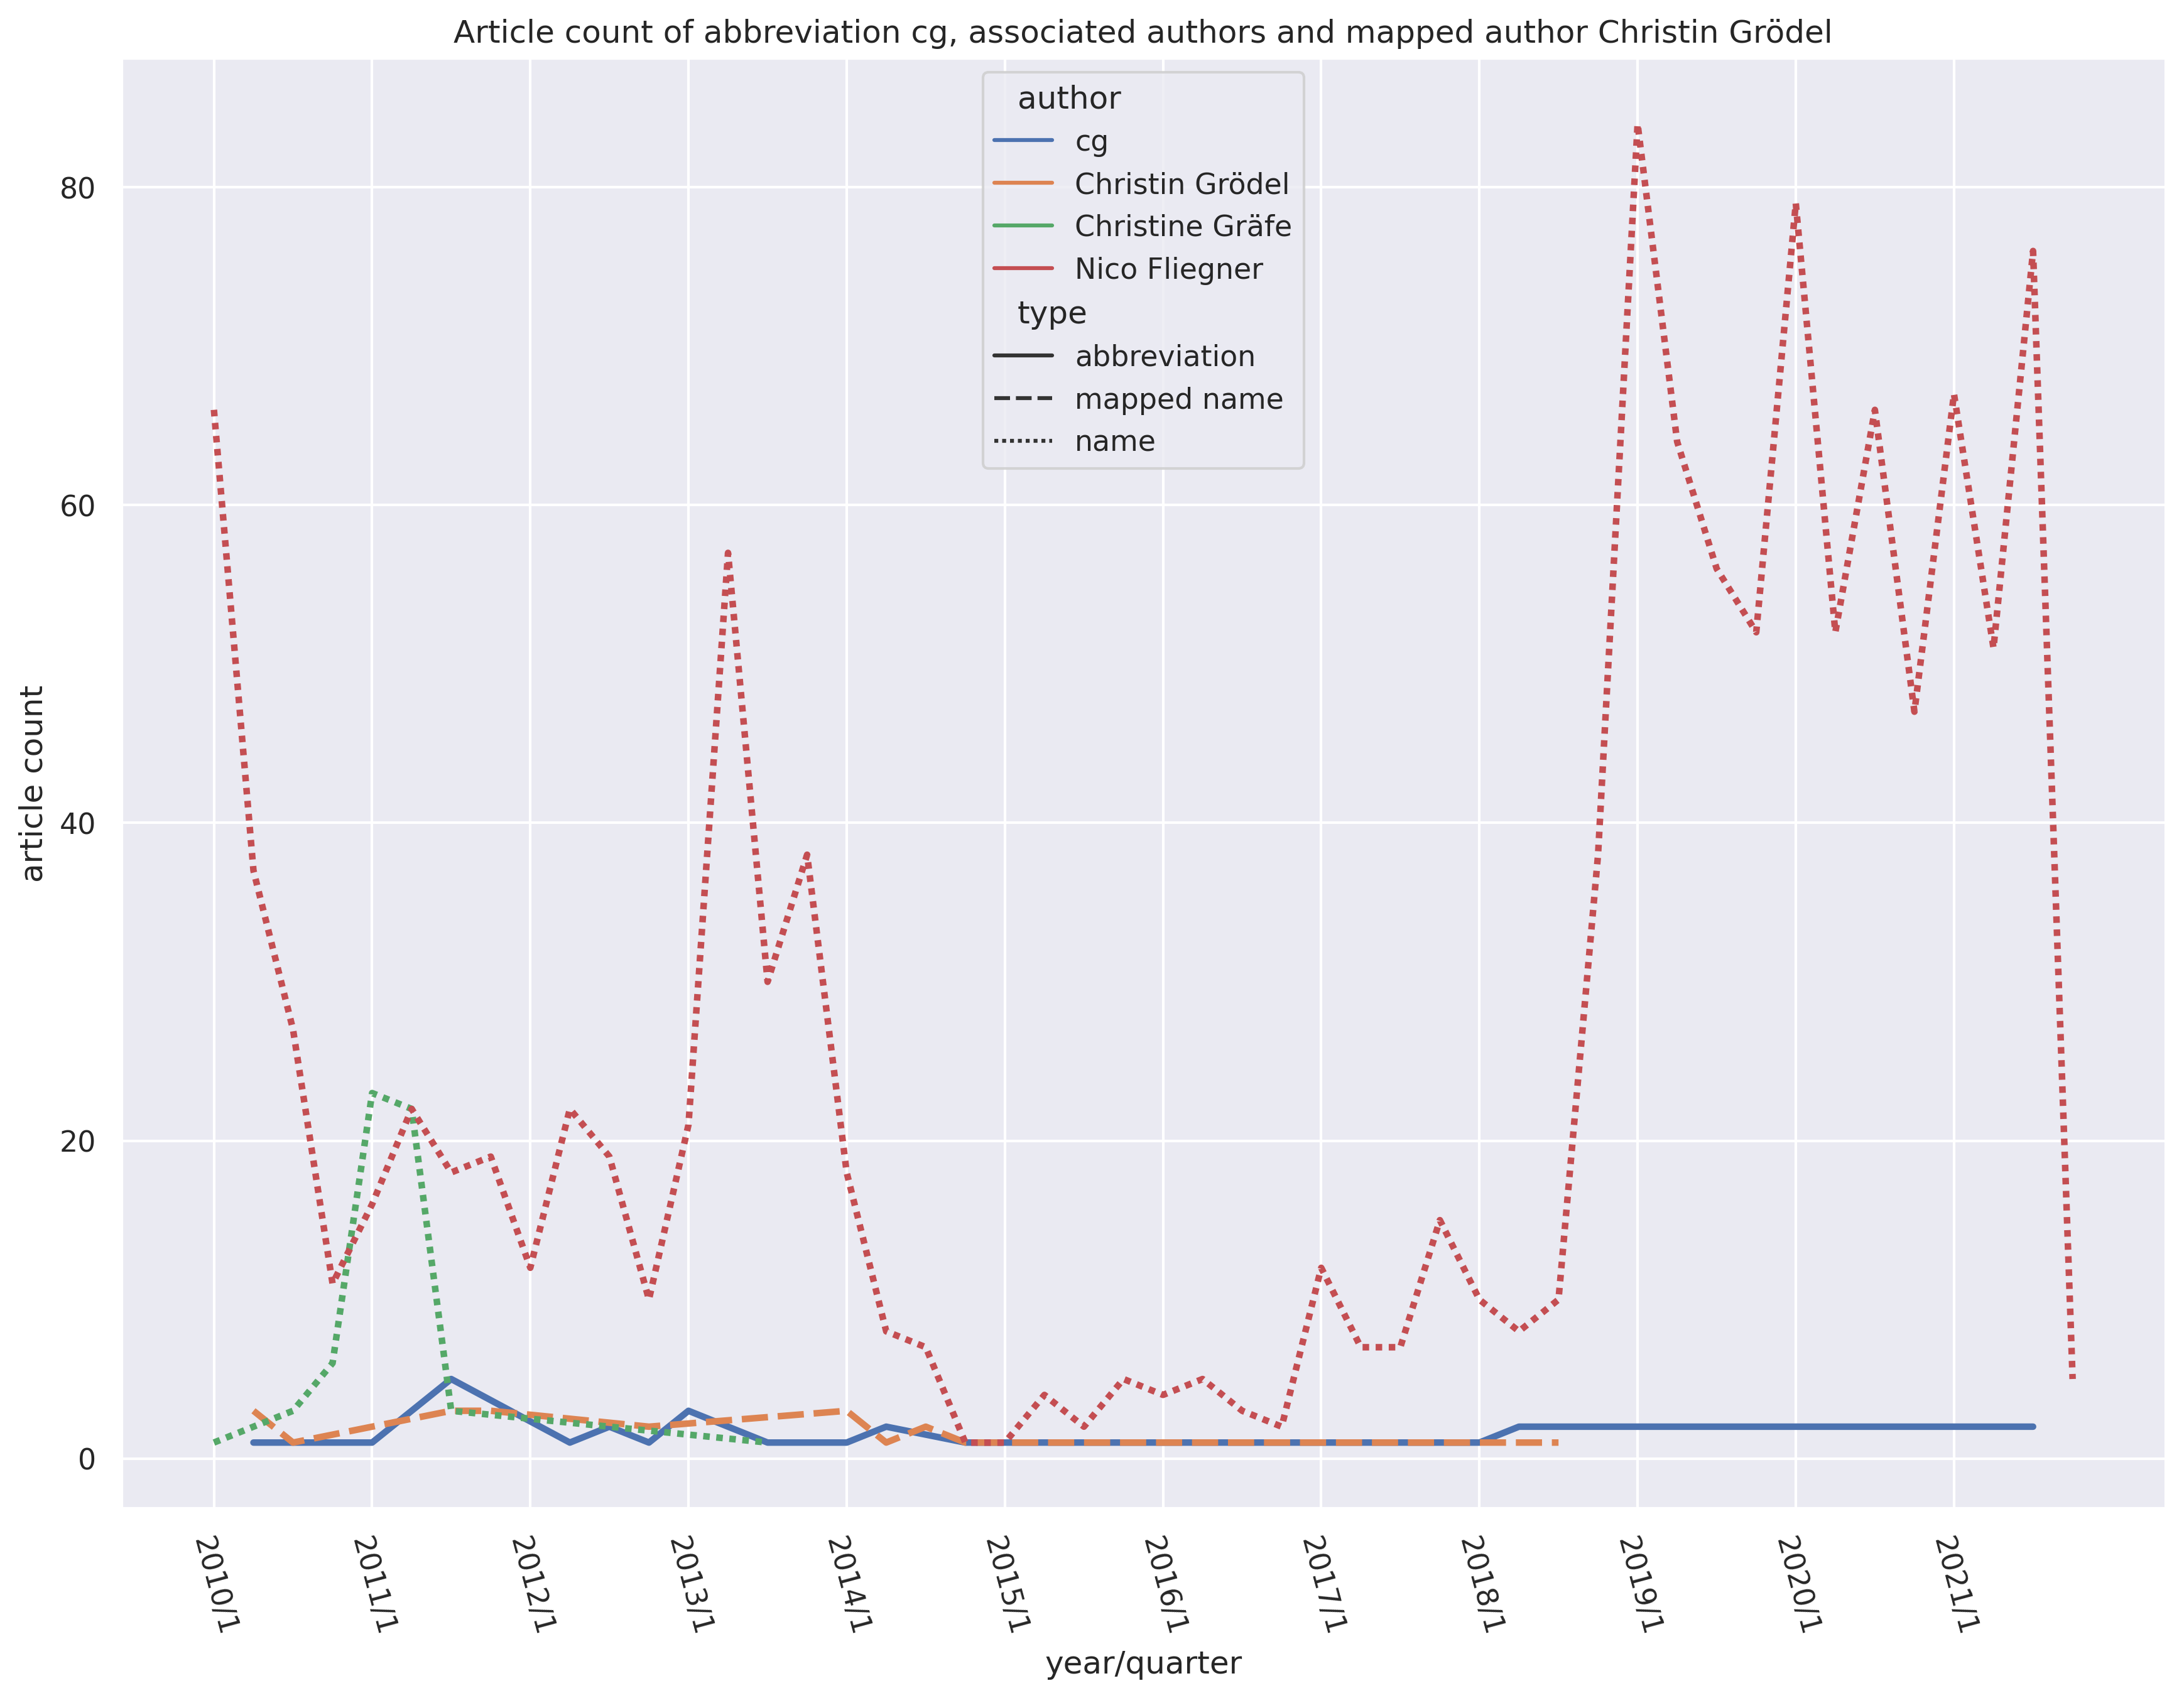 Article count of abbreviation cg, associated authors and mapped author Christin Grödel
author
cg
Christin Grödel
Christine Gräfe
Nico Fliegner
type
abbreviation
mapped name
name
article count
80
60
40
20
0
2010/1
2011/1
2012/1
2013/1
2014/1
2015/1
2016/1
2017/1
2018/1
2019/1
2020/1
2021/1
year/quarter